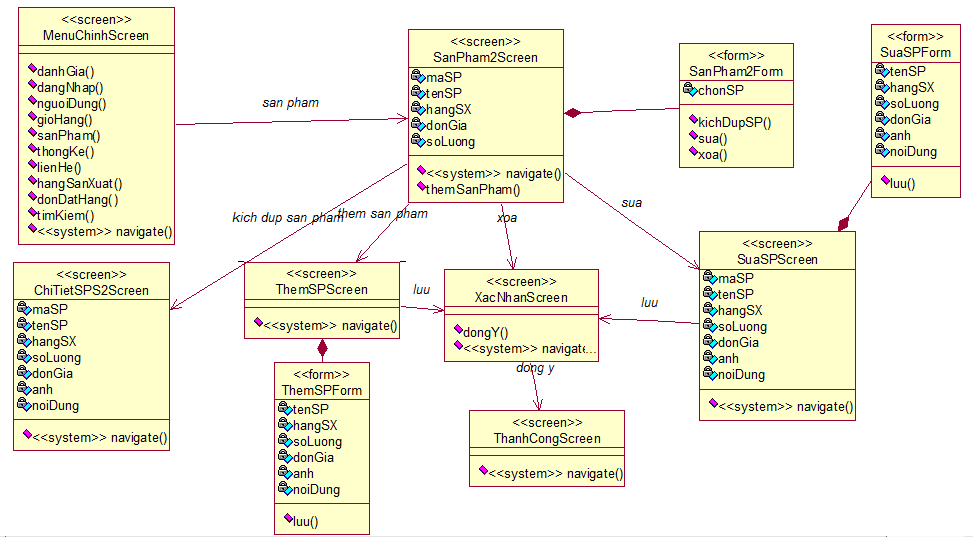 <<screen>>
MenuChinhScreen
danhGia()
dangNhap()
nguoiDung()
gioHang()
sanPham()
thongKe()
lienHe()
hangSanXuat()
donDatHang()
timKiem()
<<system>> navigate()
san pham
<<screen>>
SanPham2Screen
maSP
tenSP
hangSX
donGia
soLuong
<<system>> navigate()
themSanPham()
<<form>>
SanPham2Form
chonSP
kichDupSP()
sua()
xoa()
<<form>>
SuaSPForm
tenSP
hangSX
soLuong
donGia
anh
noiDung
luu()
kich dup san pham
them san pham
xoa
sua
<<screen>>
ChiTietSPS2Screen
maSP
tenSP
hangSX
soLuong
donGia
anh
noiDung
<<system>> navigate()
<<screen>>
ThemSPScreen
<<system>> navigate()
luu
<<screen>>
XacNhanScreen
dongY()
<<system>> navigate...
luu
<<screen>>
SuaSPScreen
maSP
tenSP
hangSX
soLuong
donGia
anh
noiDung
<<system>> navigate()
<<form>>
ThemSPForm
tenSP
hangSX
soLuong
donGia
anh
noiDung
luu()
dong y
<<screen>>
ThanhCongScreen
<<system>> navigate()